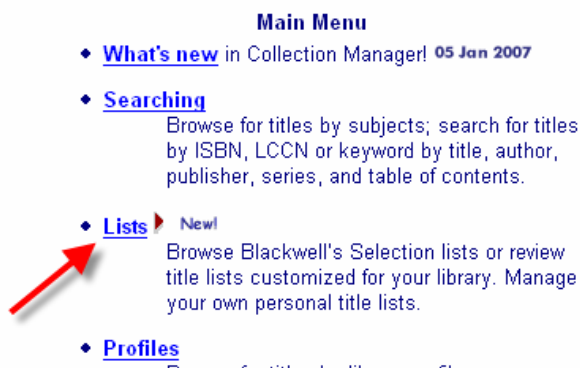 Main Menu
What's new in Collection Manager! 05 Jan 2007
Searching
Browse for titles by subjects; search for titles
by ISBN, LCCN or keyword by title, author,
publisher, series, and table of contents.
Lists New!
Browse Blackwell's Selection lists or review
title lists customized for your library. Manage
your own personal title lists.
Profiles